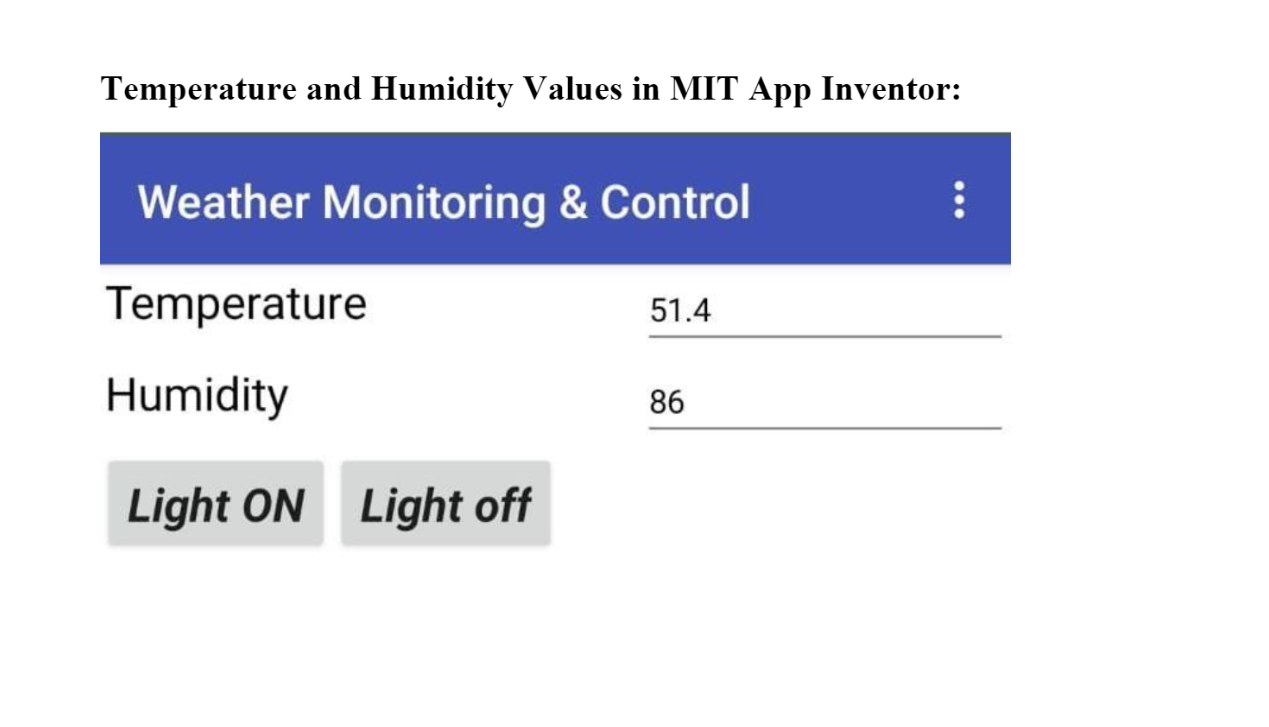 Temperature and Humidity Values in MIT App Inventor:
Weather Monitoring & Control
Temperature 51.4
Humidity 86
Light ON Light off